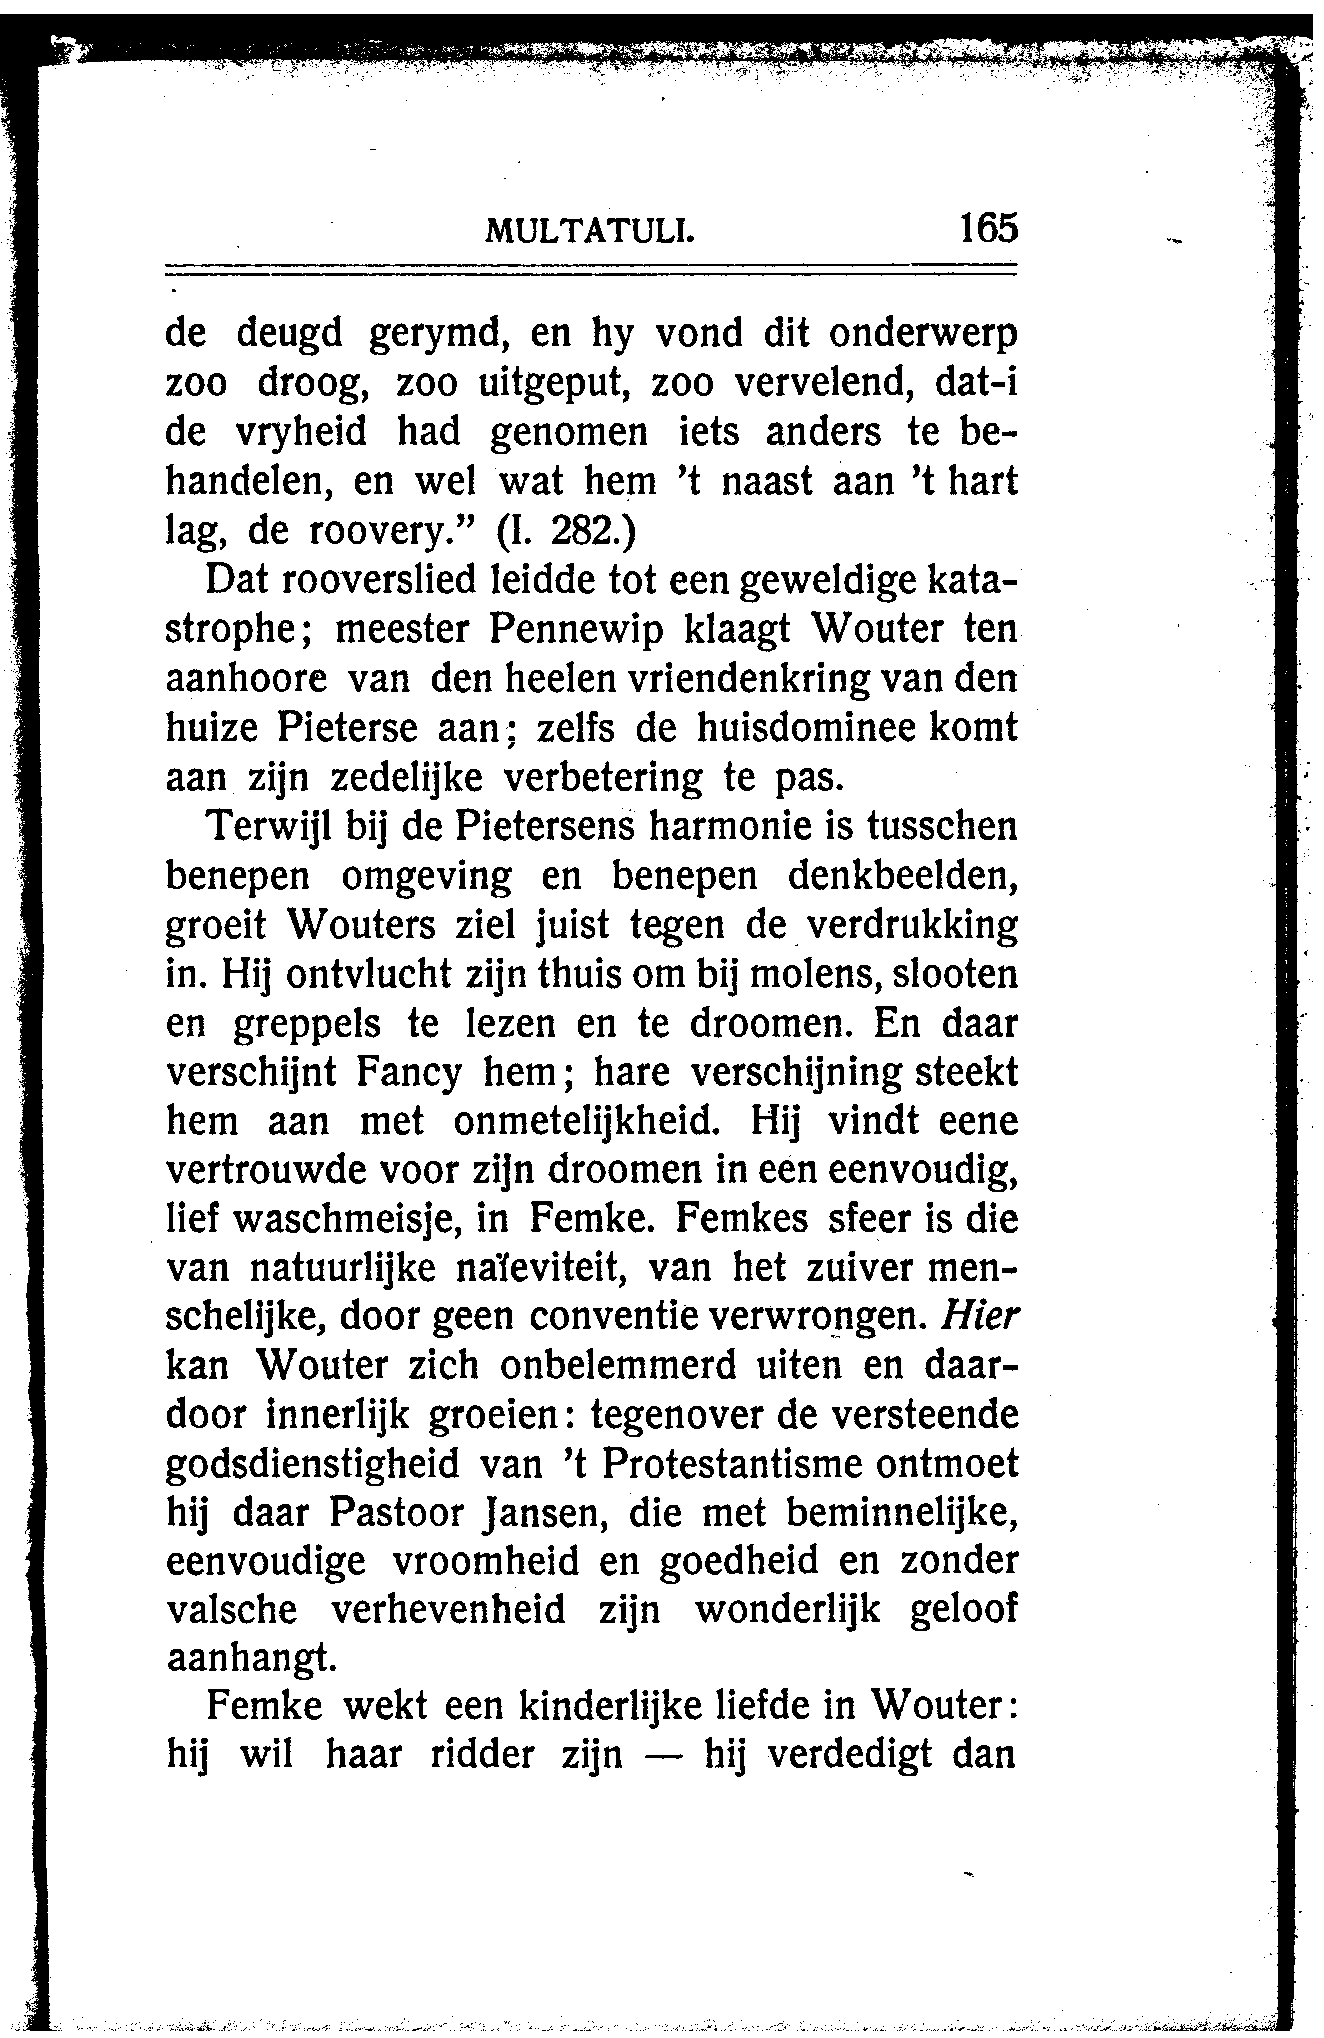 MULTATULI. 165
de deugd gerymd, en hy vond dit onderwerp
zoo droog, zoo uitgeput, zoo vervelend, dat-i
de vryheid had genomen iets anders te be-
handelen, en wel wat hem 't naast aan 't hart
lag, de roovery.” (I. 282.)
Dat rooverslied leidde tot een geweldige kata-
strophe; meester Pennewip klaagt Wouter ten
aanhoore van den heelen vriendenkring van den
huize Pieterse aan; zelfs de huisdominee komt
aan zijn zedelijke verbetering te pas.
Terwijl bij de Pietersens harmonie is tusschen
benepen omgeving en benepen denkbeelden,
groeit Wouters ziel juist tegen de verdrukking
in. Hij ontvlucht zijn thuis om bij molens, slooten
en greppels te lezen en te droomen. En daar
verschijnt Fancy hem; hare verschijning steekt
hem aan met onmetelijkheid. Hij vindt eene
vertrouwde voor zijn droomen in een eenvoudig,
lief waschmeisje, in Femke. Femkes sfeer is die
van natuurlijke naïeviteit, van het zuiver men-
schelijke, door geen conventie verwrongen. Hier
kan Wouter zich onbelemmerd uiten en daar-
door innerlijk groeien: tegenover de versteende
godsdienstigheid van 't Protestantisme ontmoet
hij daar Pastoor Jansen, die met beminnelijke,
eenvoudige vroomheid en goedheid en zonder
valsche verhevenheid zijn wonderlijk geloof
aanhangt.
Femke wekt een kinderlijke liefde in Wouter:
hij wil haar ridder zijn — hij verdedigt dan